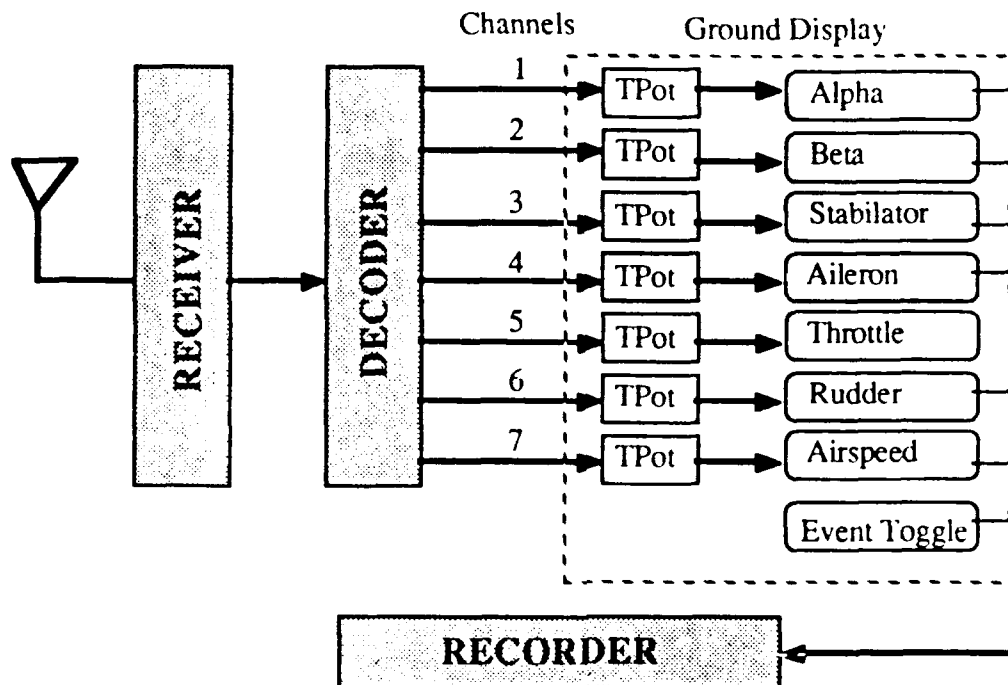 Channels
Ground Display
RECEIVER
DECODER
1 TPot Alpha
2 TPot Beta
3 TPot Stabilator
4 TPot Aileron
5 TPot Throttle
6 TPot Rudder
7 TPot Airspeed
Event Toggle
RECORDER